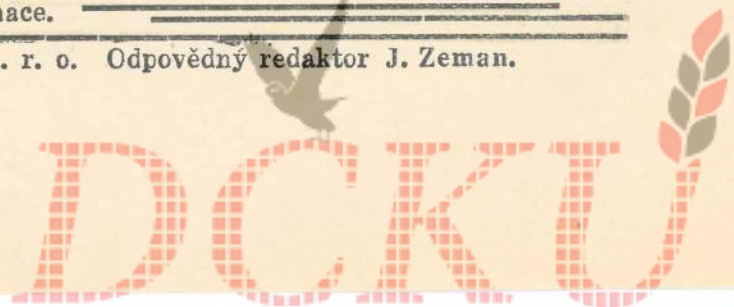 nace.
. r. o. Odpovědný redaktor J. Zeman.
DCKU